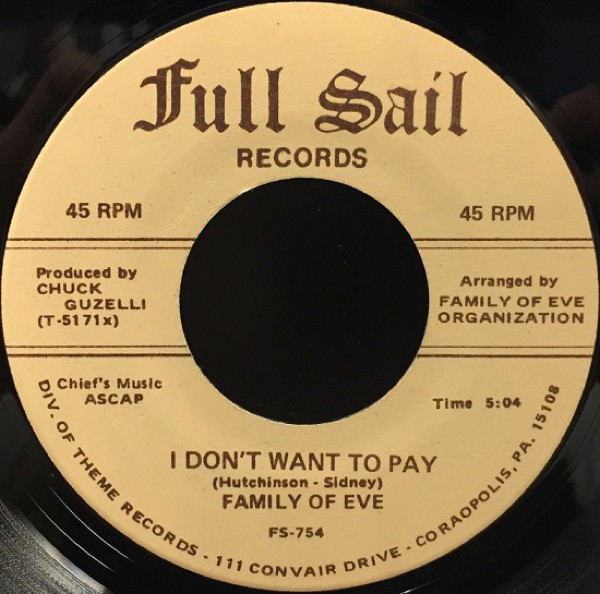 Full Sail
RECORDS
45 RPM
45 RPM
Produced by
CHUCK
GUZELLI
(T-5171x)
Arranged by
FAMILY OF EVE
ORGANIZATION
Chief's Music
ASCAP
Time 5:04
I DON'T WANT TO PAY
(Hutchinson - Sidney)
FAMILY OF EVE
FS-754
DIV. OF THEME RECORDS - 111 CONVAIR DRIVE - CORAOPOLIS, PA. 15108